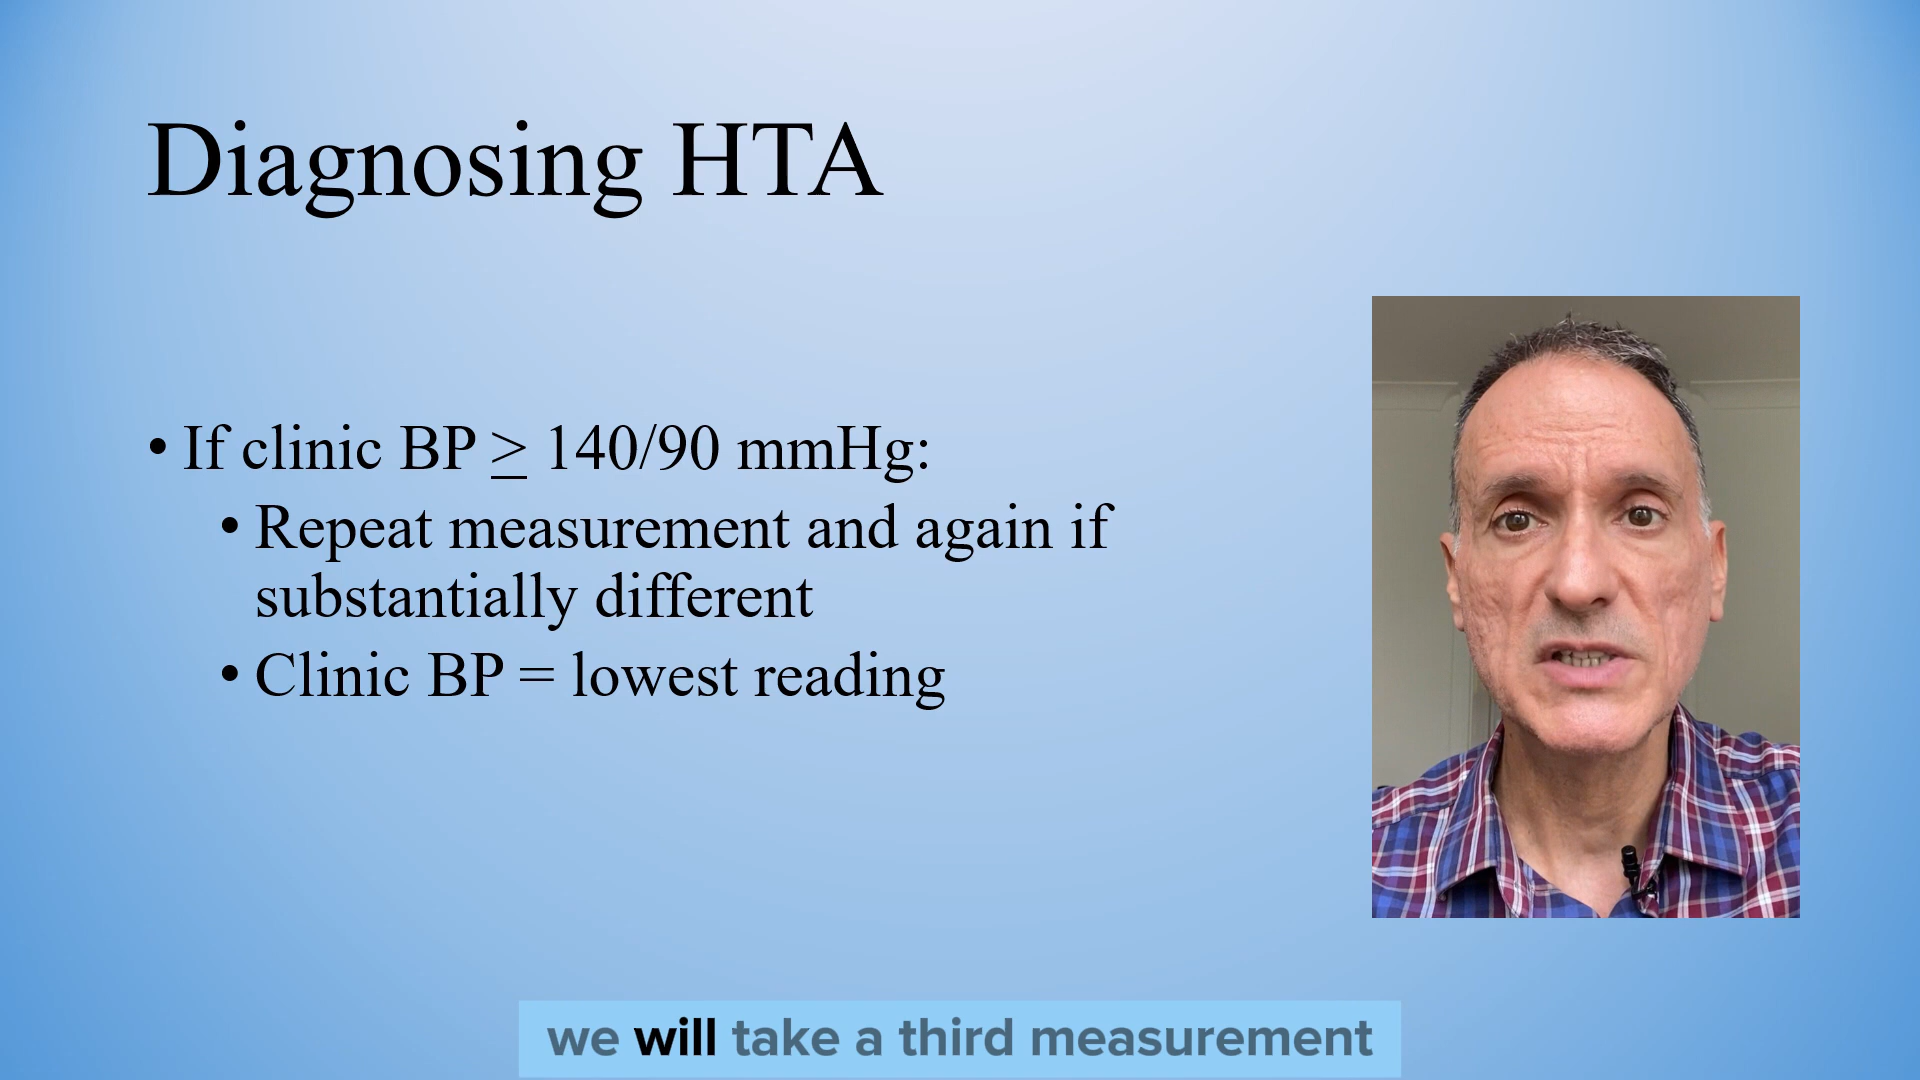 Diagnosing HTA
• If clinic BP ≥ 140/90 mmHg:
• Repeat measurement and again if
substantially different
• Clinic BP = lowest reading
we will take a third measurement